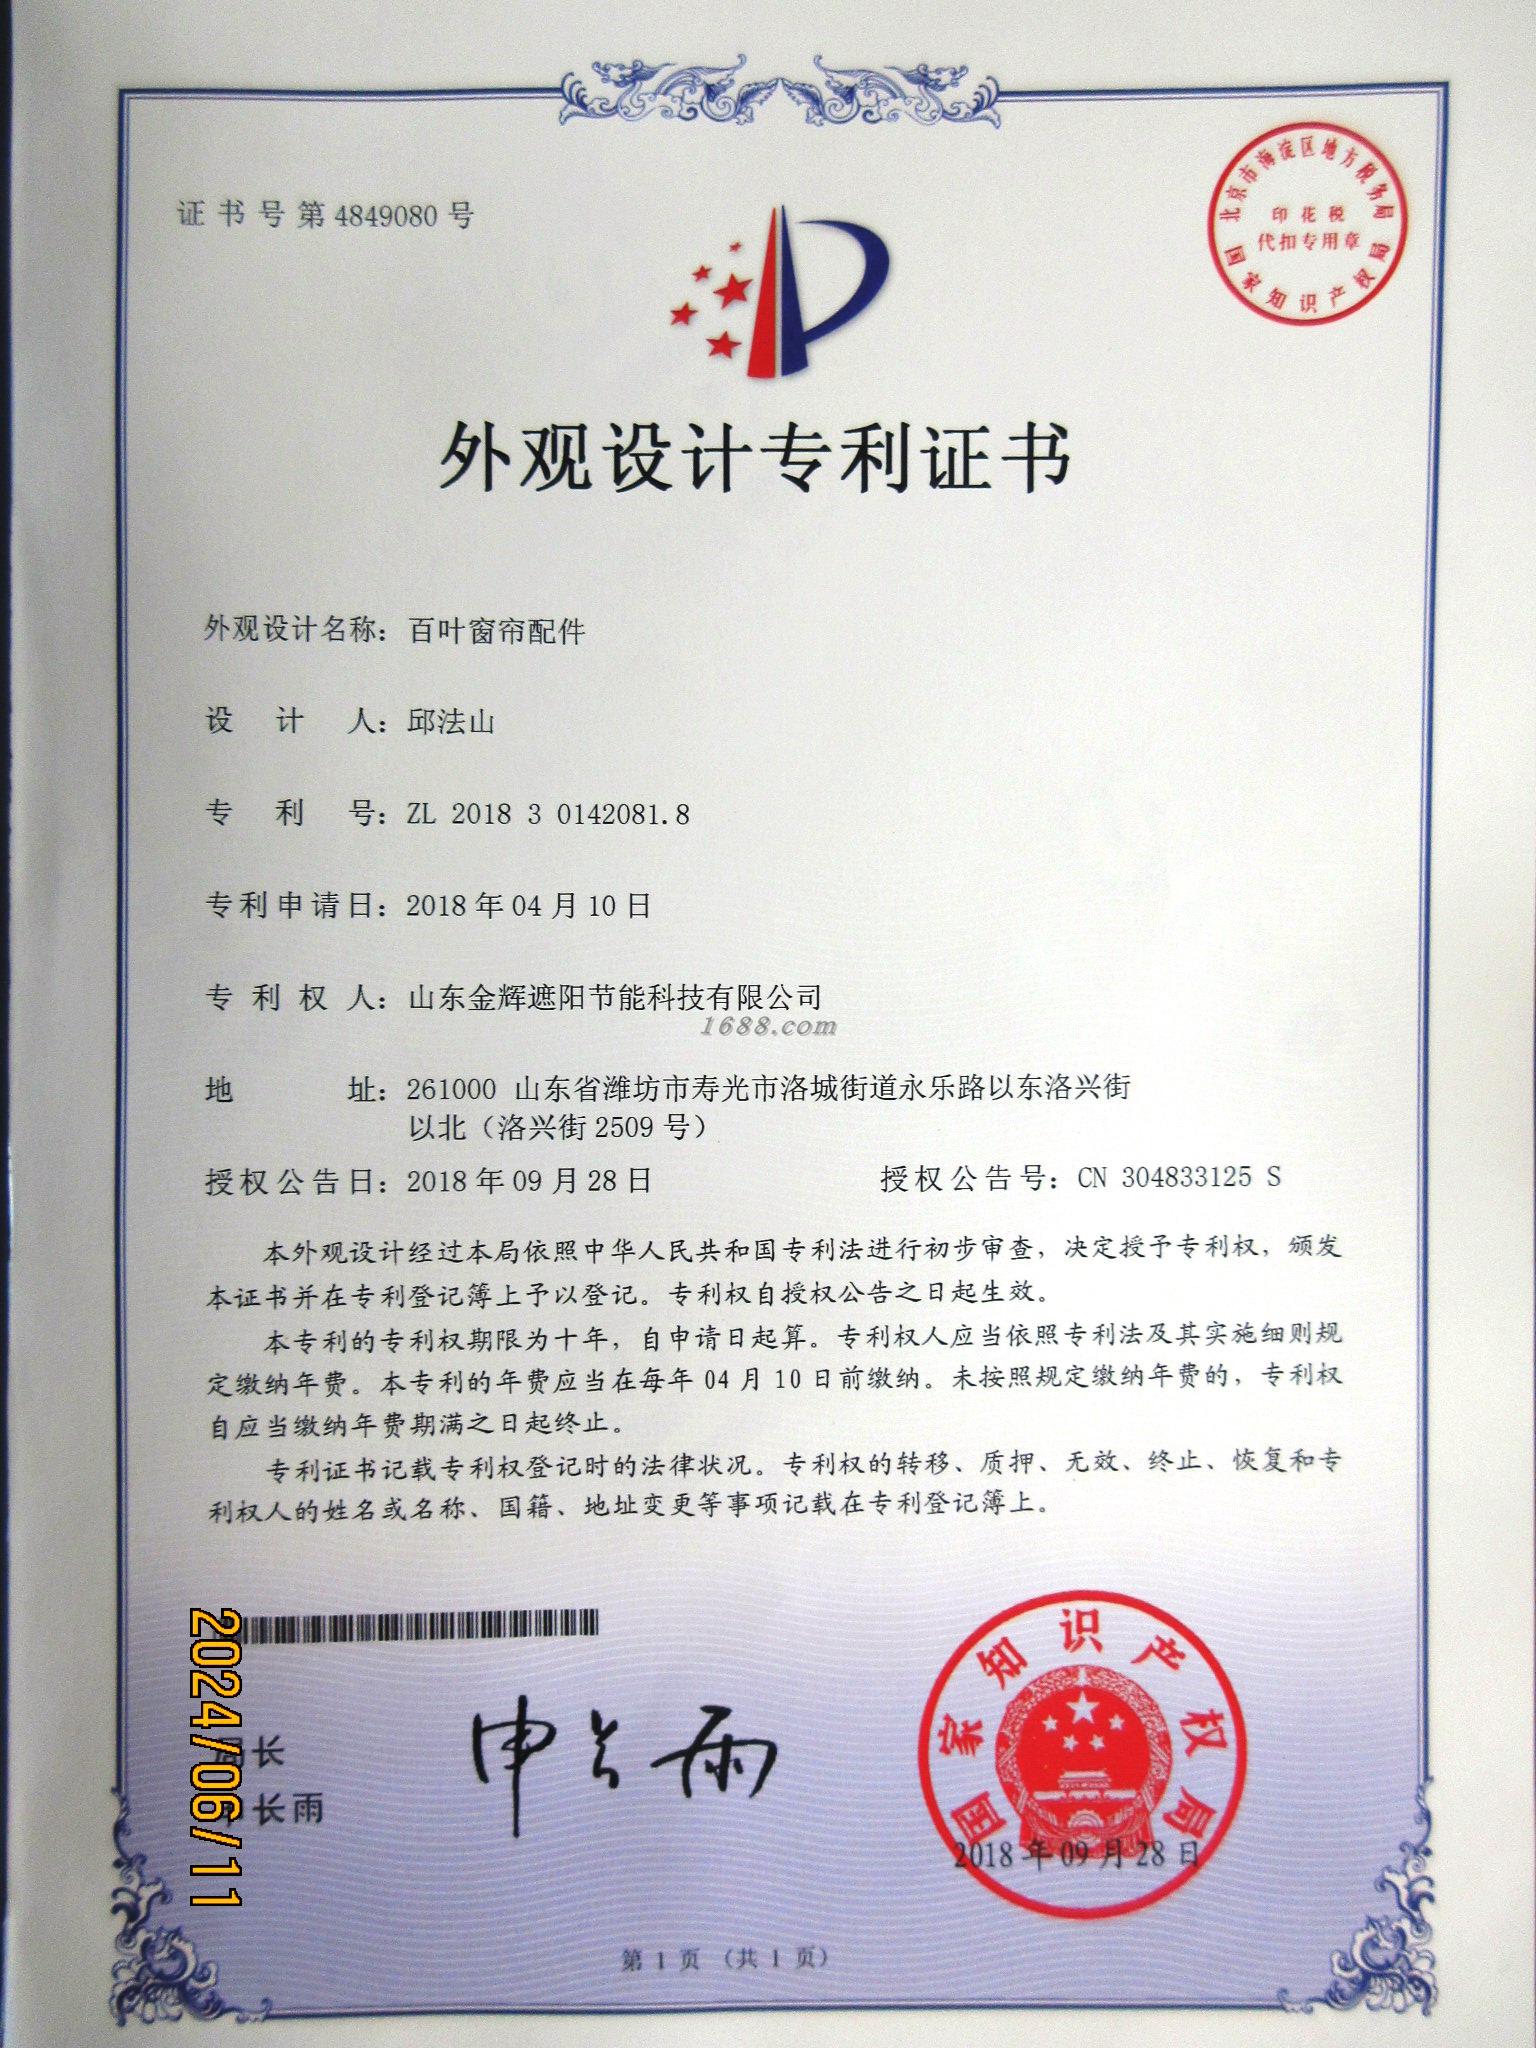 证书号第4849080号
北京市海淀区地方税务局
印花税
代扣专用章
国家知识产权局
外观设计专利证书
外观设计名称：百叶窗帘配件
设计人：邱法山
专利号：ZL 2018 3 0142081.8
专利申请日：2018年04月10日
专利权人：山东金辉遮阳节能科技有限公司
1688.com
地址：261000 山东省潍坊市寿光市洛城街道永乐路以东洛兴街
以北（洛兴街2509号）
授权公告日：2018年09月28日 授权公告号：CN 304833125 S
本外观设计经过本局依照中华人民共和国专利法进行初步审查，决定授予专利权，颁发
本证书并在专利登记簿上予以登记。专利权自授权公告之日起生效。
本专利的专利权期限为十年，自申请日起算。专利权人应当依照专利法及其实施细则规
定缴纳年费。本专利的年费应当在每年04月10日前缴纳。未按照规定缴纳年费的，专利权
自应当缴纳年费期满之日起终止。
专利证书记载专利权登记时的法律状况。专利权的转移、质押、无效、终止、恢复和专
利权人的姓名或名称、国籍、地址变更等事项记载在专利登记簿上。
2024/06/11
局长
申长雨
申长雨
国家知识产权局
2018年09月28日
第1页（共1页）